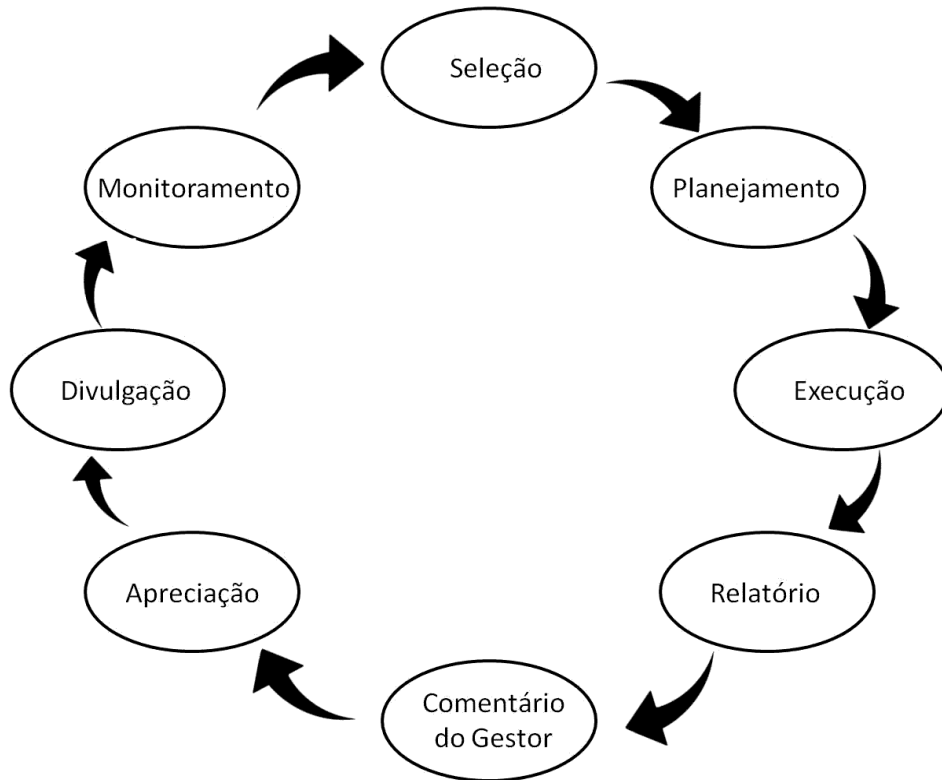 Seleção
Planejamento
Execução
Relatório
Comentário
do Gestor
Apreciação
Divulgação
Monitoramento